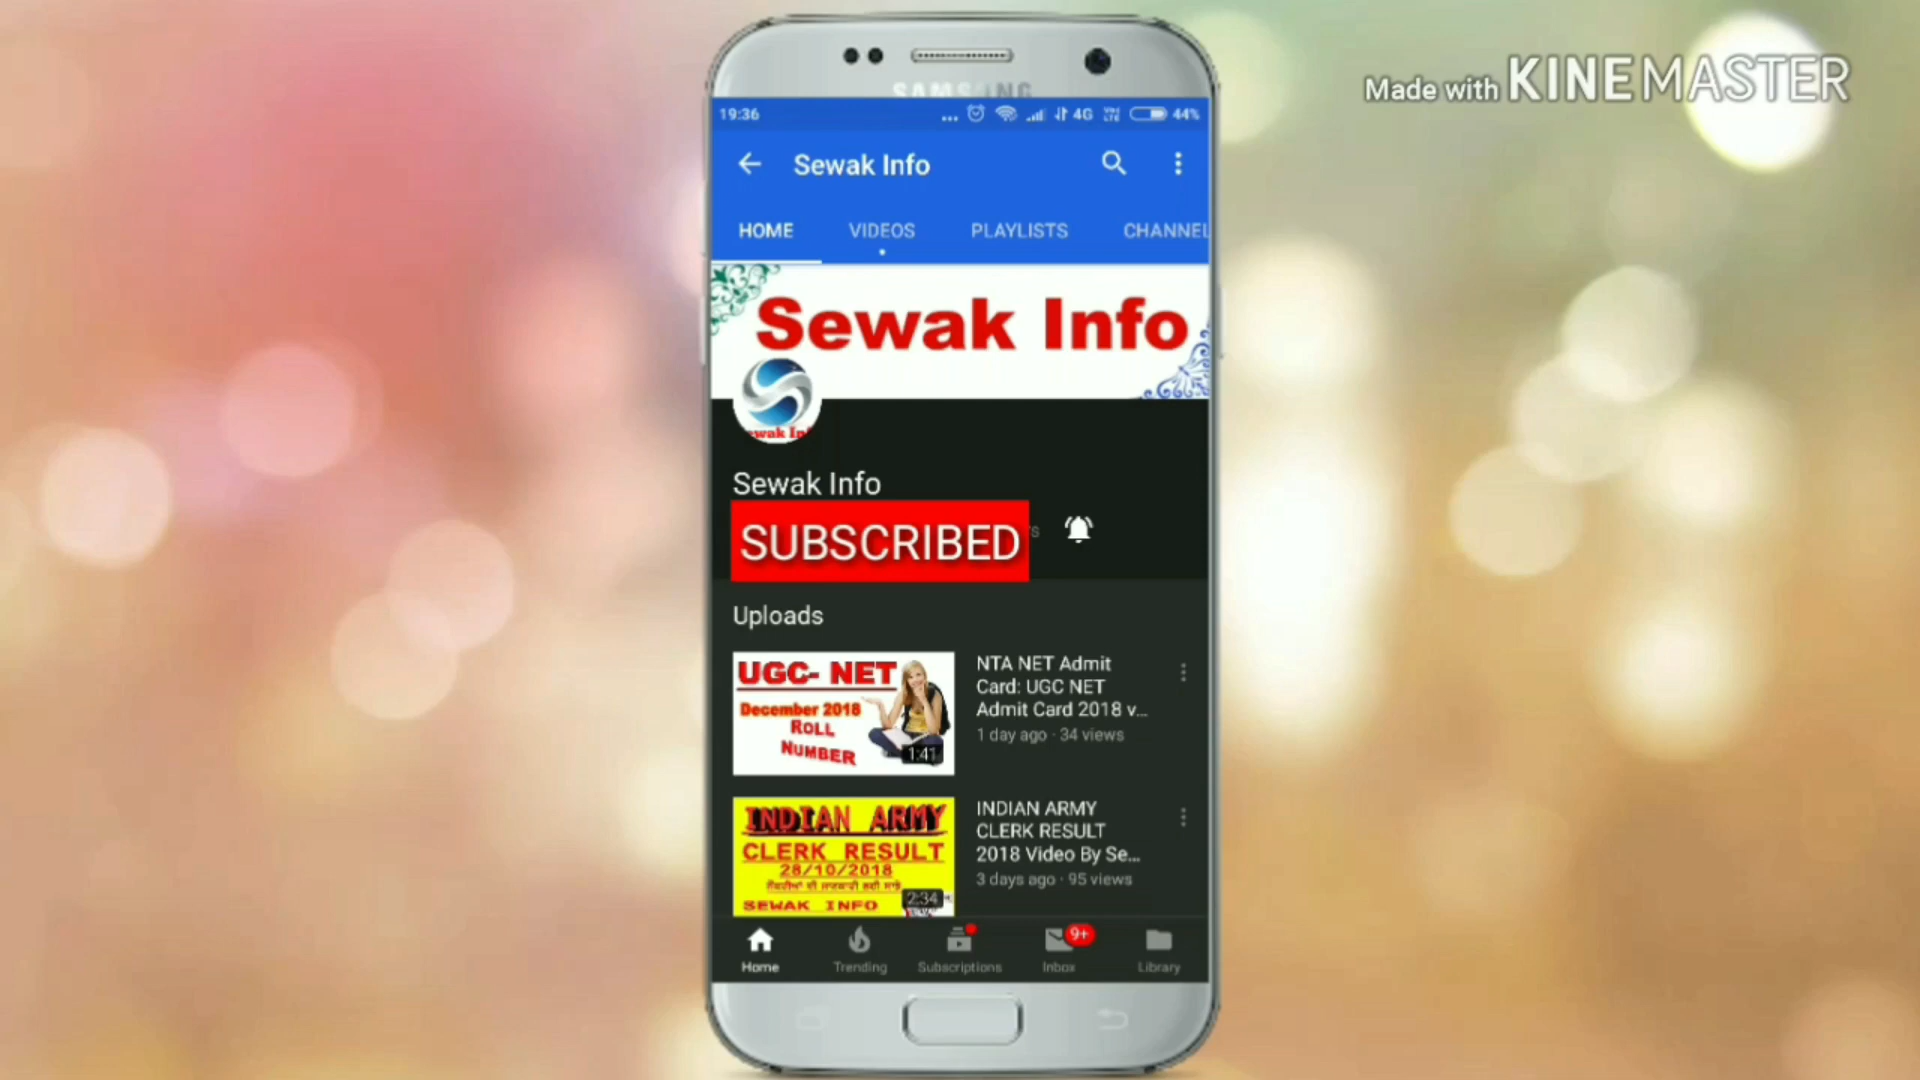 Made with KINEMASTER
SAMSUNG
19:36
4G
44%
Sewak Info
HOME
VIDEOS
PLAYLISTS
CHANNEL
Sewak Info
Sewak Info
SUBSCRIBED
Uploads
UGC- NET
December 2018
ROLL
NUMBER
1:41
NTA NET Admit
Card: UGC NET
Admit Card 2018 v...
1 day ago · 34 views
INDIAN ARMY
CLERK RESULT
28/10/2018
SEWAK INFO
2:34
INDIAN ARMY
CLERK RESULT
2018 Video By Se...
3 days ago · 95 views
Home
Trending
Subscriptions
9+
Inbox
Library